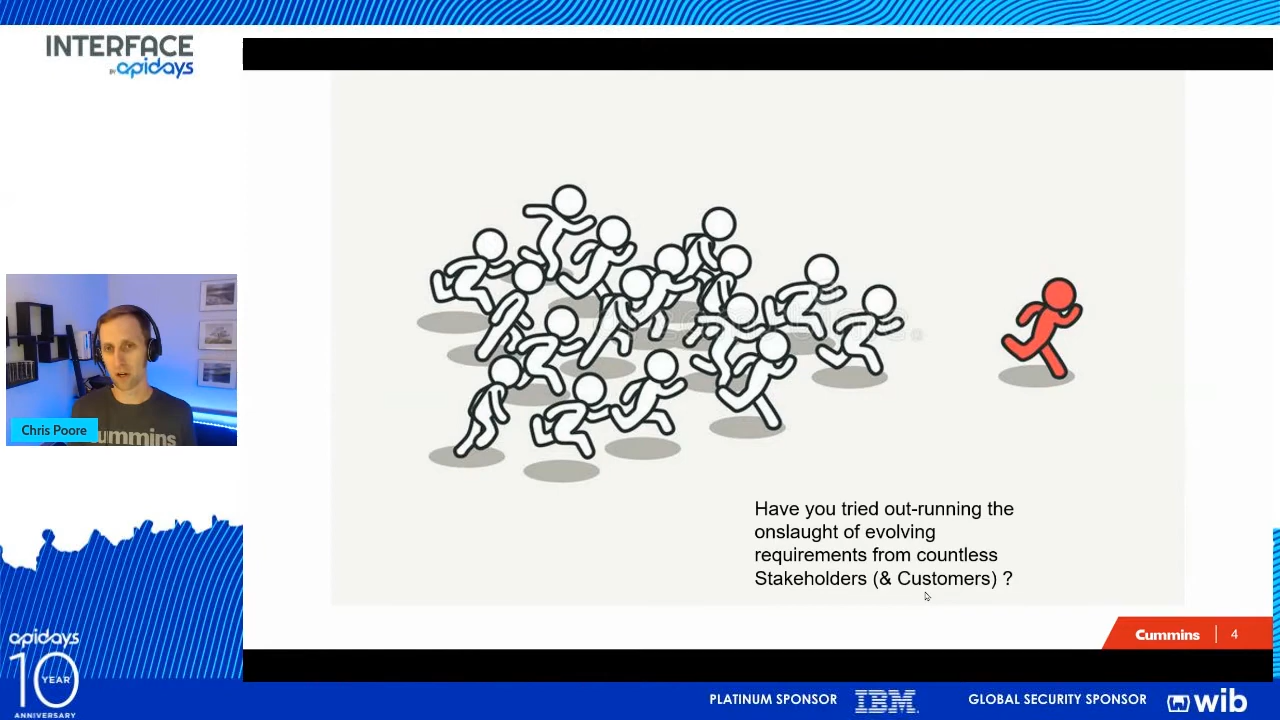 INTERFACE
BY apidays
Chris Poore
cummins
Have you tried out-running the
onslaught of evolving
requirements from countless
Stakeholders (& Customers) ?
Cummins
4
apidays
10
YEAR
ANNIVERSARY
PLATINUM SPONSOR
IBM
GLOBAL SECURITY SPONSOR
wib